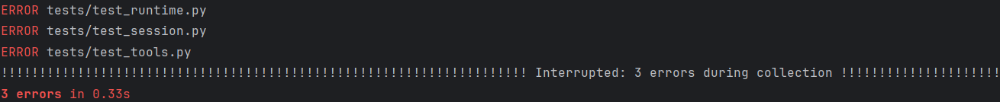 ERROR tests/test_runtime.py
ERROR tests/test_session.py
ERROR tests/test_tools.py
!!!!!!!!!!!!!!!!!!!!!!!!!!!!!!!!!!!!!!!!!!!!!!!!!!!!!!!!!!!!!!!!!!!!! Interrupted: 3 errors during collection !!!!!!!!!!!!!!!!!!!!!
3 errors in 0.33s